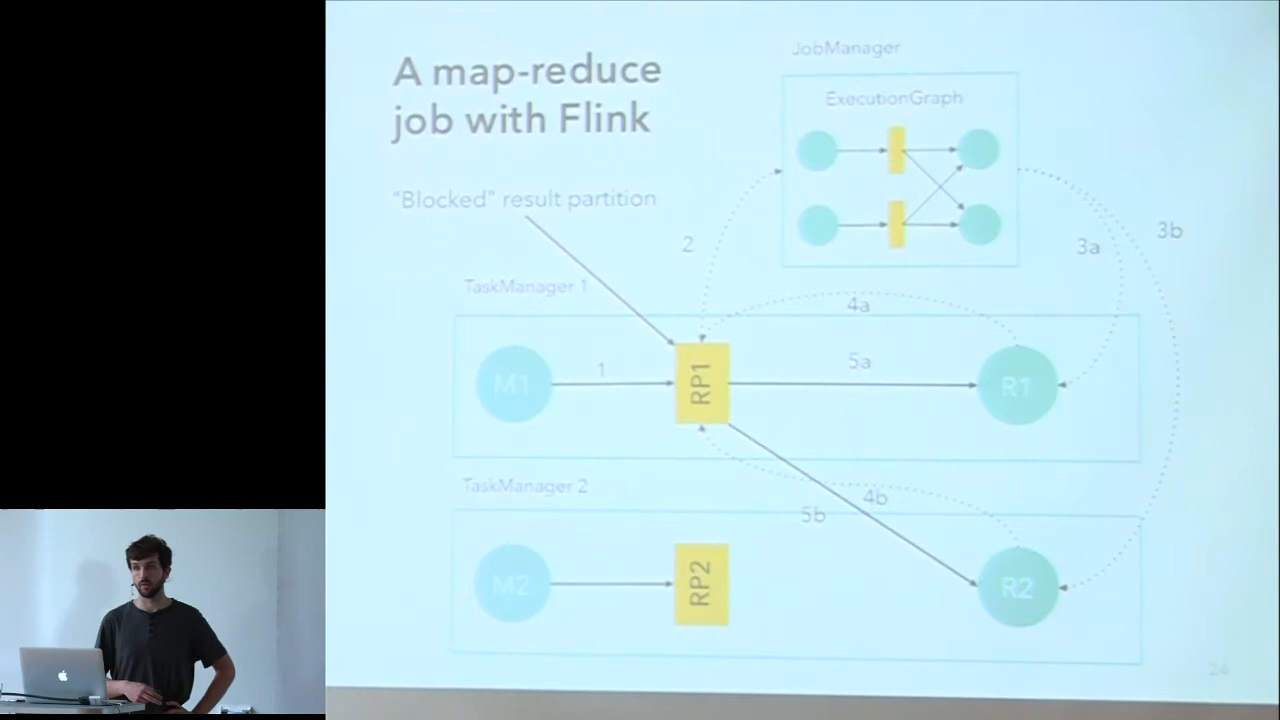 A map-reduce
job with Flink
"Blocked" result partition
JobManager
ExecutionGraph
2
3a
3b
TaskManager 1
4a
M1
1
RP1
5a
R1
TaskManager 2
4b
5b
M2
RP2
R2
24